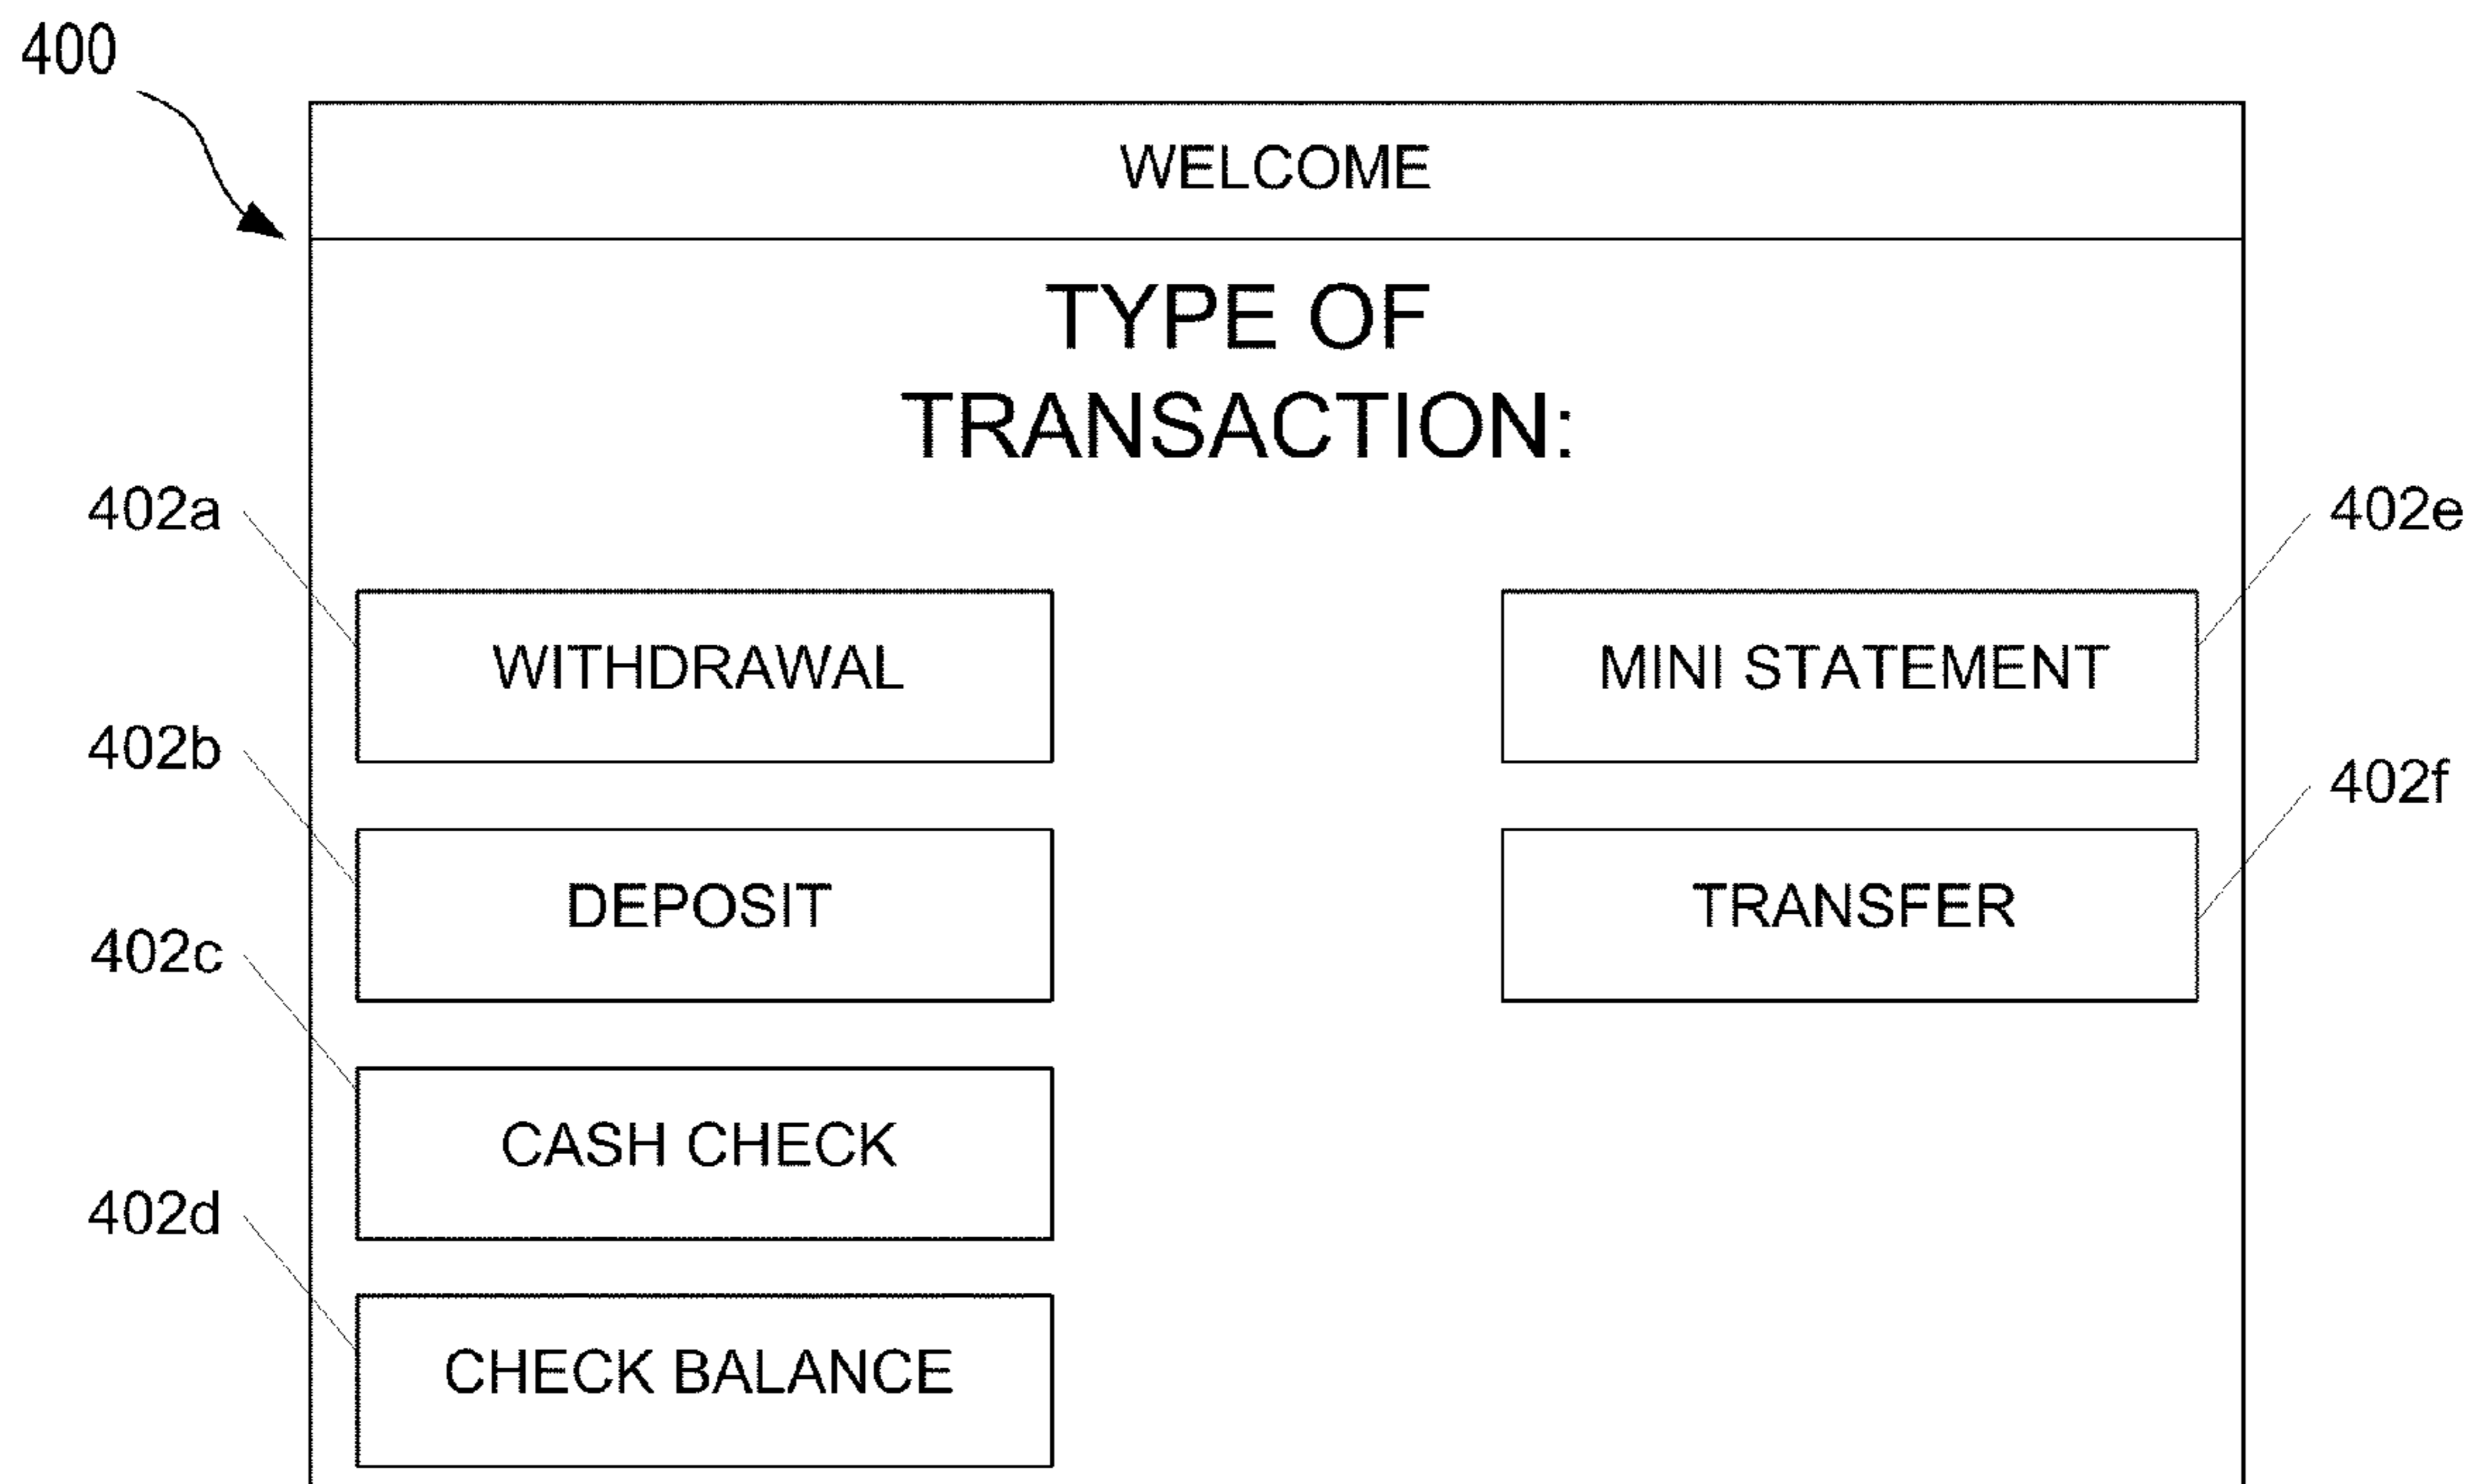 400
WELCOME
TYPE OF
TRANSACTION:
402a
402e
WITHDRAWAL
MINI STATEMENT
402b
402f
DEPOSIT
TRANSFER
402c
CASH CHECK
402d
CHECK BALANCE